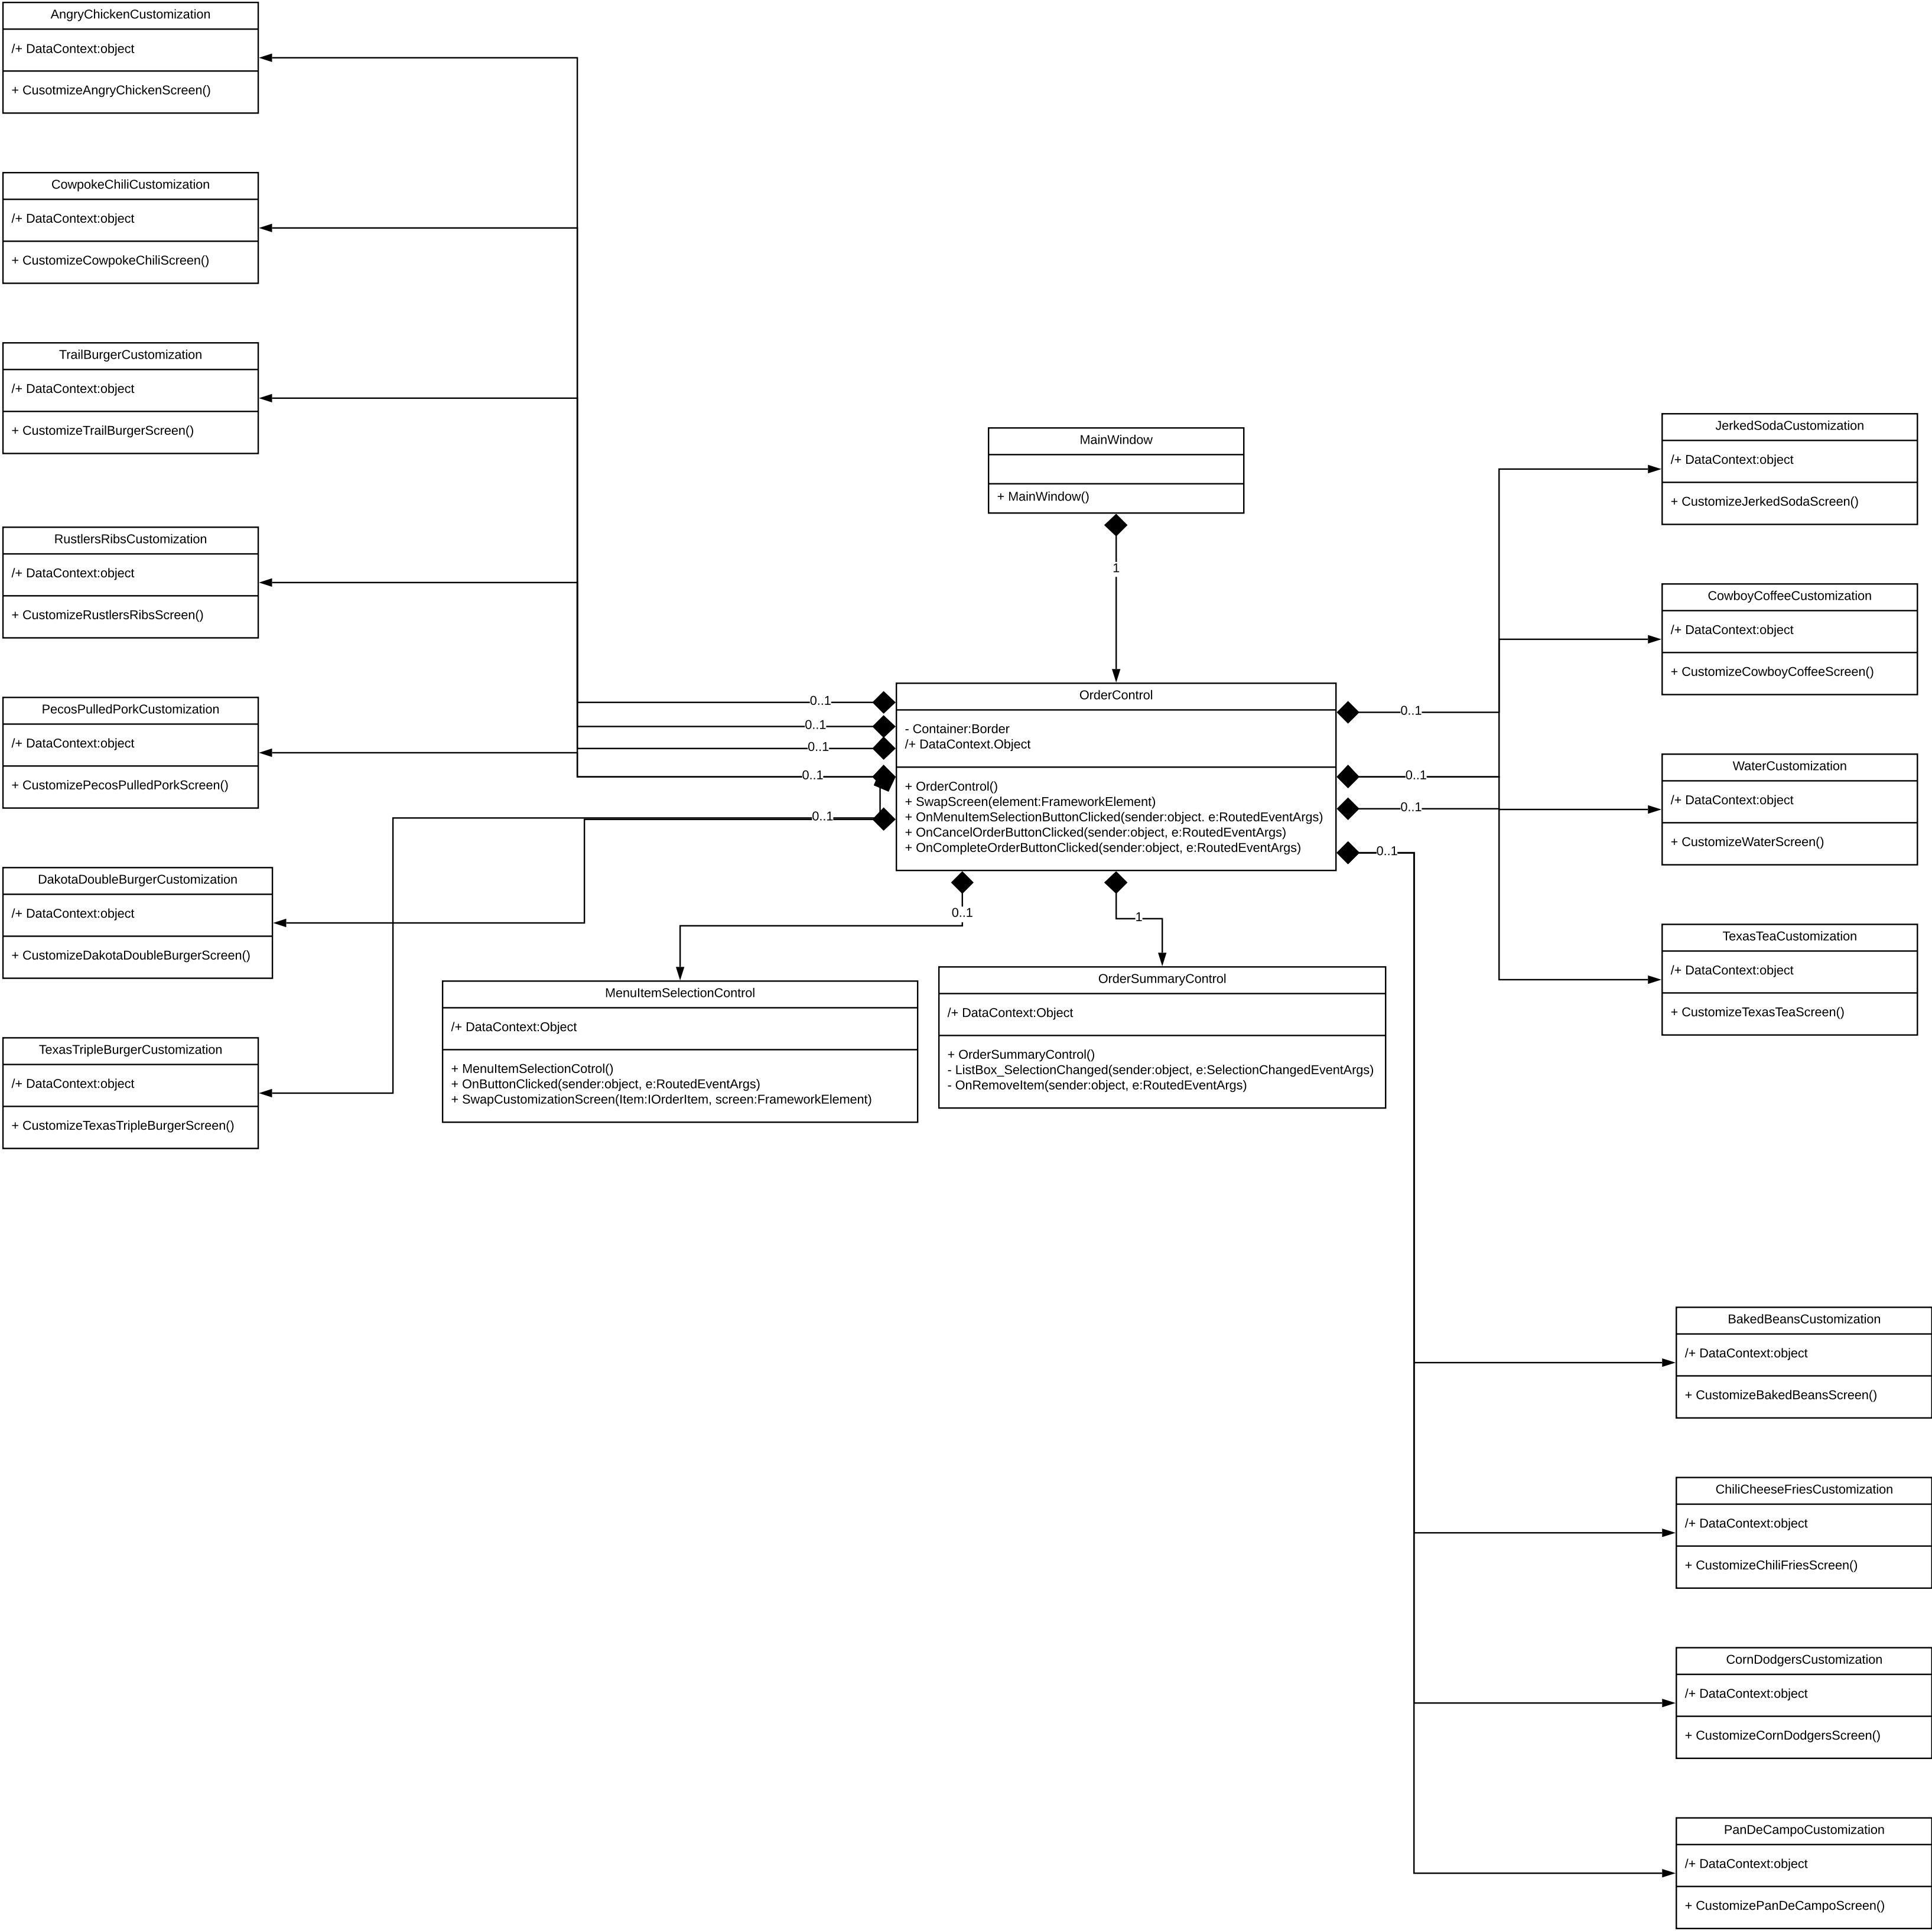 AngryChickenCustomization
/+ DataContext:object
+ CusotmizeAngryChickenScreen()
CowpokeChiliCustomization
/+ DataContext:object
+ CustomizeCowpokeChiliScreen()
TrailBurgerCustomization
/+ DataContext:object
+ CustomizeTrailBurgerScreen()
RustlersRibsCustomization
/+ DataContext:object
+ CustomizeRustlersRibsScreen()
PecosPulledPorkCustomization
/+ DataContext:object
+ CustomizePecosPulledPorkScreen()
DakotaDoubleBurgerCustomization
/+ DataContext:object
+ CustomizeDakotaDoubleBurgerScreen()
TexasTripleBurgerCustomization
/+ DataContext:object
+ CustomizeTexasTripleBurgerScreen()
MainWindow
+ MainWindow()
1
0..1
0..1
0..1
0..1
0..1
OrderControl
- Container:Border
/+ DataContext.Object
+ OrderControl()
+ SwapScreen(element:FrameworkElement)
+ OnMenuItemSelectionButtonClicked(sender:object. e:RoutedEventArgs)
+ OnCancelOrderButtonClicked(sender:object, e:RoutedEventArgs)
+ OnCompleteOrderButtonClicked(sender:object, e:RoutedEventArgs)
0..1
0..1
0..1
0..1
0..1
1
MenuItemSelectionControl
/+ DataContext:Object
+ MenuItemSelectionCotrol()
+ OnButtonClicked(sender:object, e:RoutedEventArgs)
+ SwapCustomizationScreen(Item:IOrderItem, screen:FrameworkElement)
OrderSummaryControl
/+ DataContext:Object
+ OrderSummaryControl()
- ListBox_SelectionChanged(sender:object, e:SelectionChangedEventArgs)
- OnRemoveItem(sender:object, e:RoutedEventArgs)
JerkedSodaCustomization
/+ DataContext:object
+ CustomizeJerkedSodaScreen()
CowboyCoffeeCustomization
/+ DataContext:object
+ CustomizeCowboyCoffeeScreen()
WaterCustomization
/+ DataContext:object
+ CustomizeWaterScreen()
TexasTeaCustomization
/+ DataContext:object
+ CustomizeTexasTeaScreen()
BakedBeansCustomization
/+ DataContext:object
+ CustomizeBakedBeansScreen()
ChiliCheeseFriesCustomization
/+ DataContext:object
+ CustomizeChiliFriesScreen()
CornDodgersCustomization
/+ DataContext:object
+ CustomizeCornDodgersScreen()
PanDeCampoCustomization
/+ DataContext:object
+ CustomizePanDeCampoScreen()